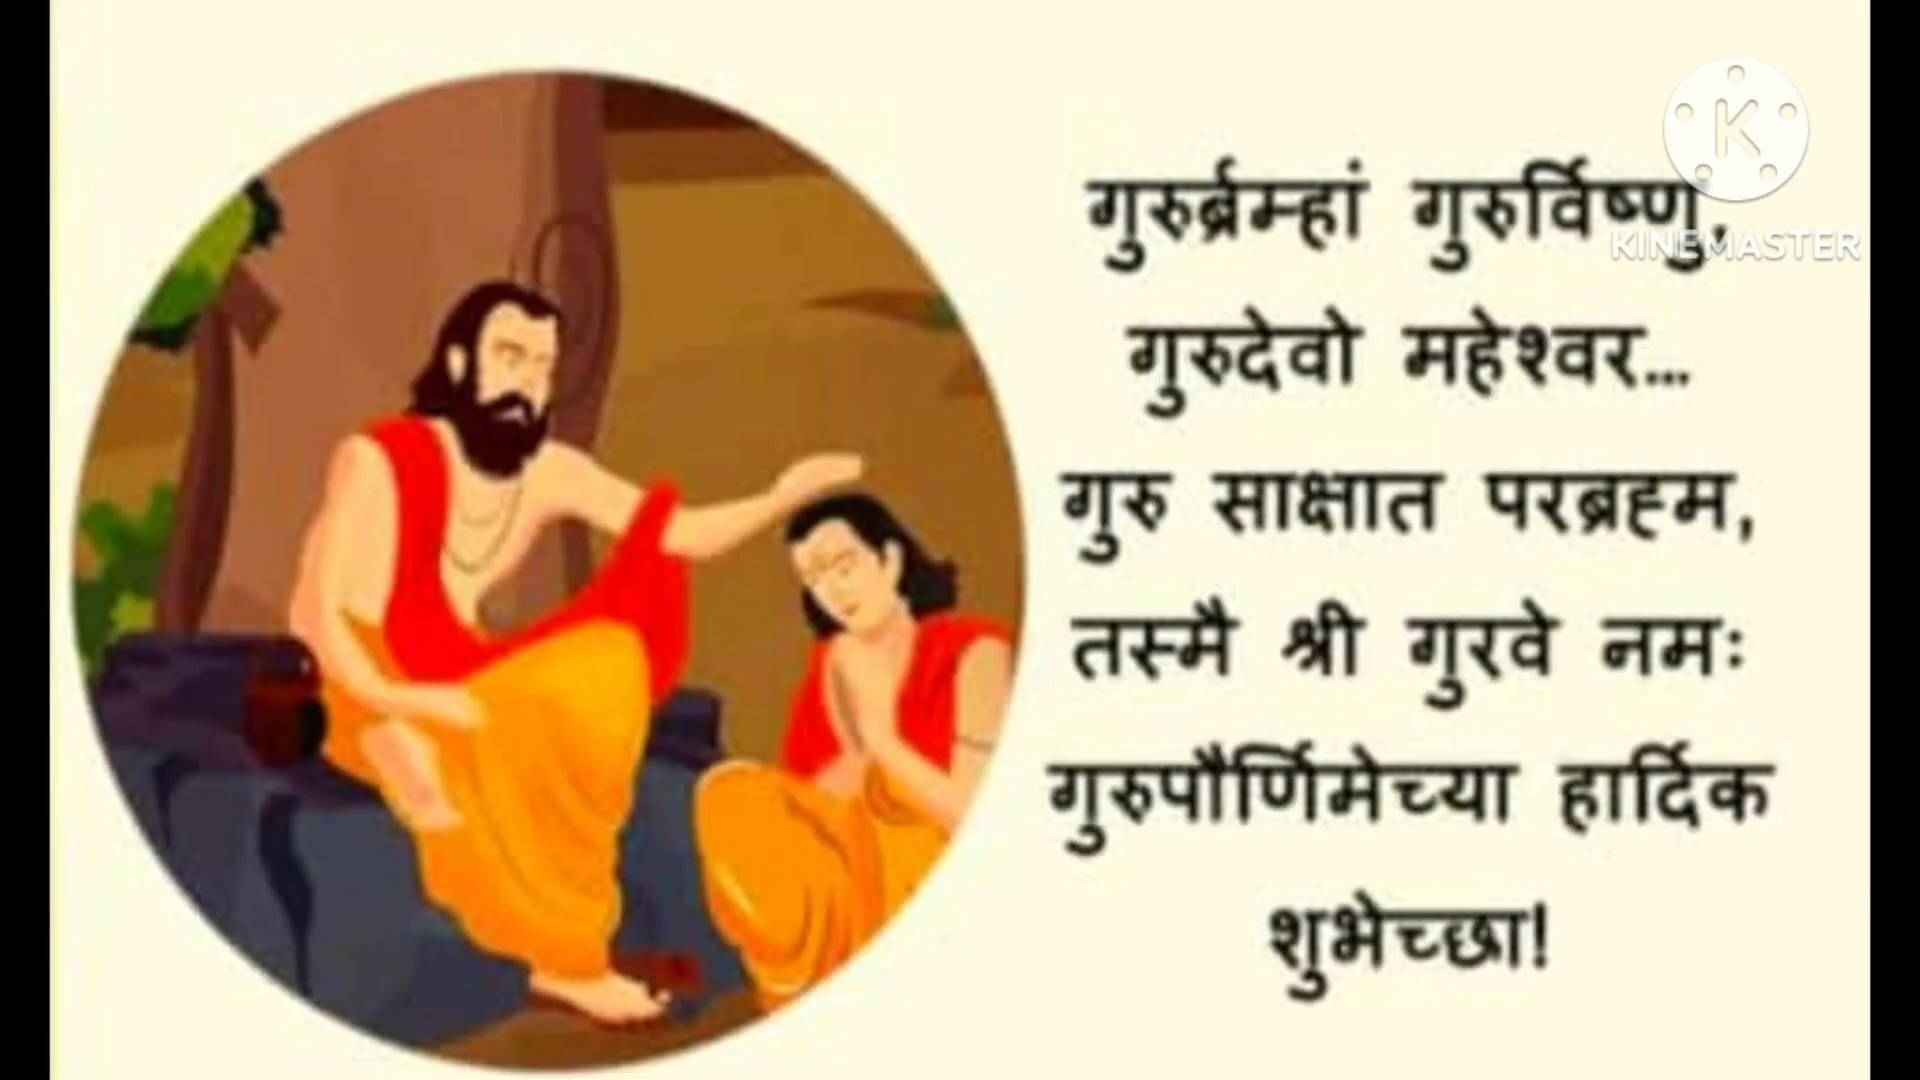 गुरुर्ब्रम्हां गुरुर्विष्णु,
KINEMASTER
गुरुदेवो महेश्वर...
गुरु साक्षात परब्रह्म,
तस्मै श्री गुरवे नमः
गुरुपौर्णिमेच्या हार्दिक
शुभेच्छा!